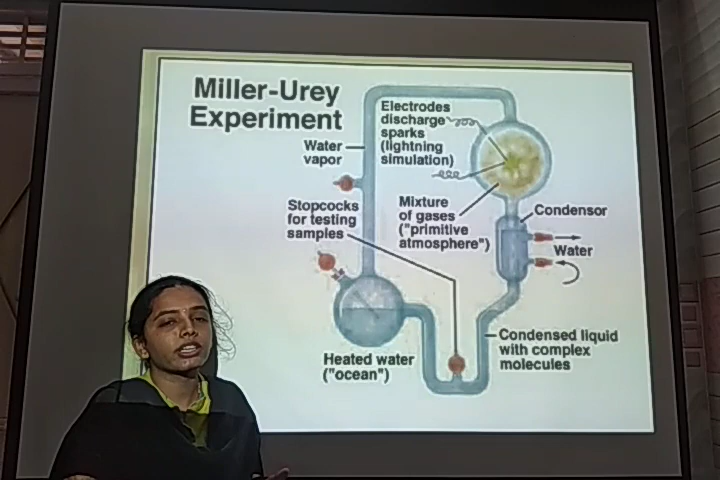 Miller-Urey
Experiment
Electrodes
discharge
sparks
(lightning
simulation)
Water
vapor
Stopcocks
for testing
samples
Mixture
of gases
("primitive
atmosphere")
Condensor
Water
Heated water
("ocean")
Condensed liquid
with complex
molecules